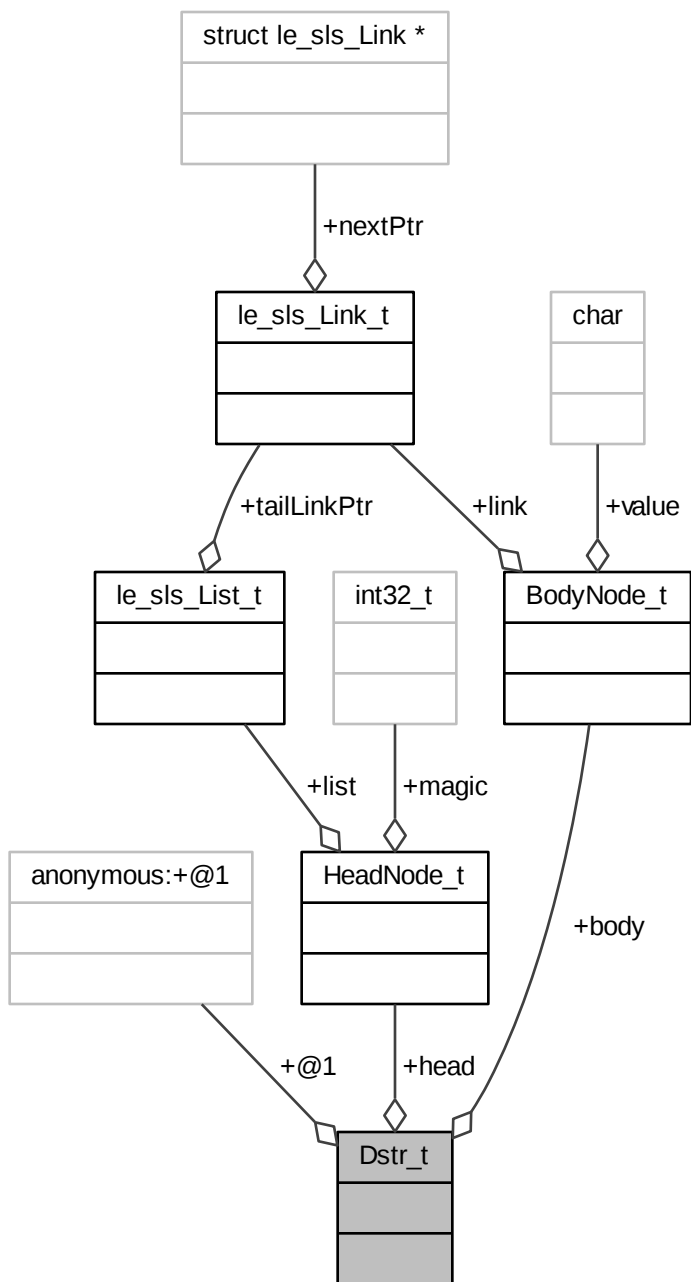 struct le_sls_Link *
+nextPtr
le_sls_Link_t
char
+tailLinkPtr
+link
+value
le_sls_List_t
int32_t
BodyNode_t
+list
+magic
anonymous:+@1
HeadNode_t
+body
+@1
+head
Dstr_t